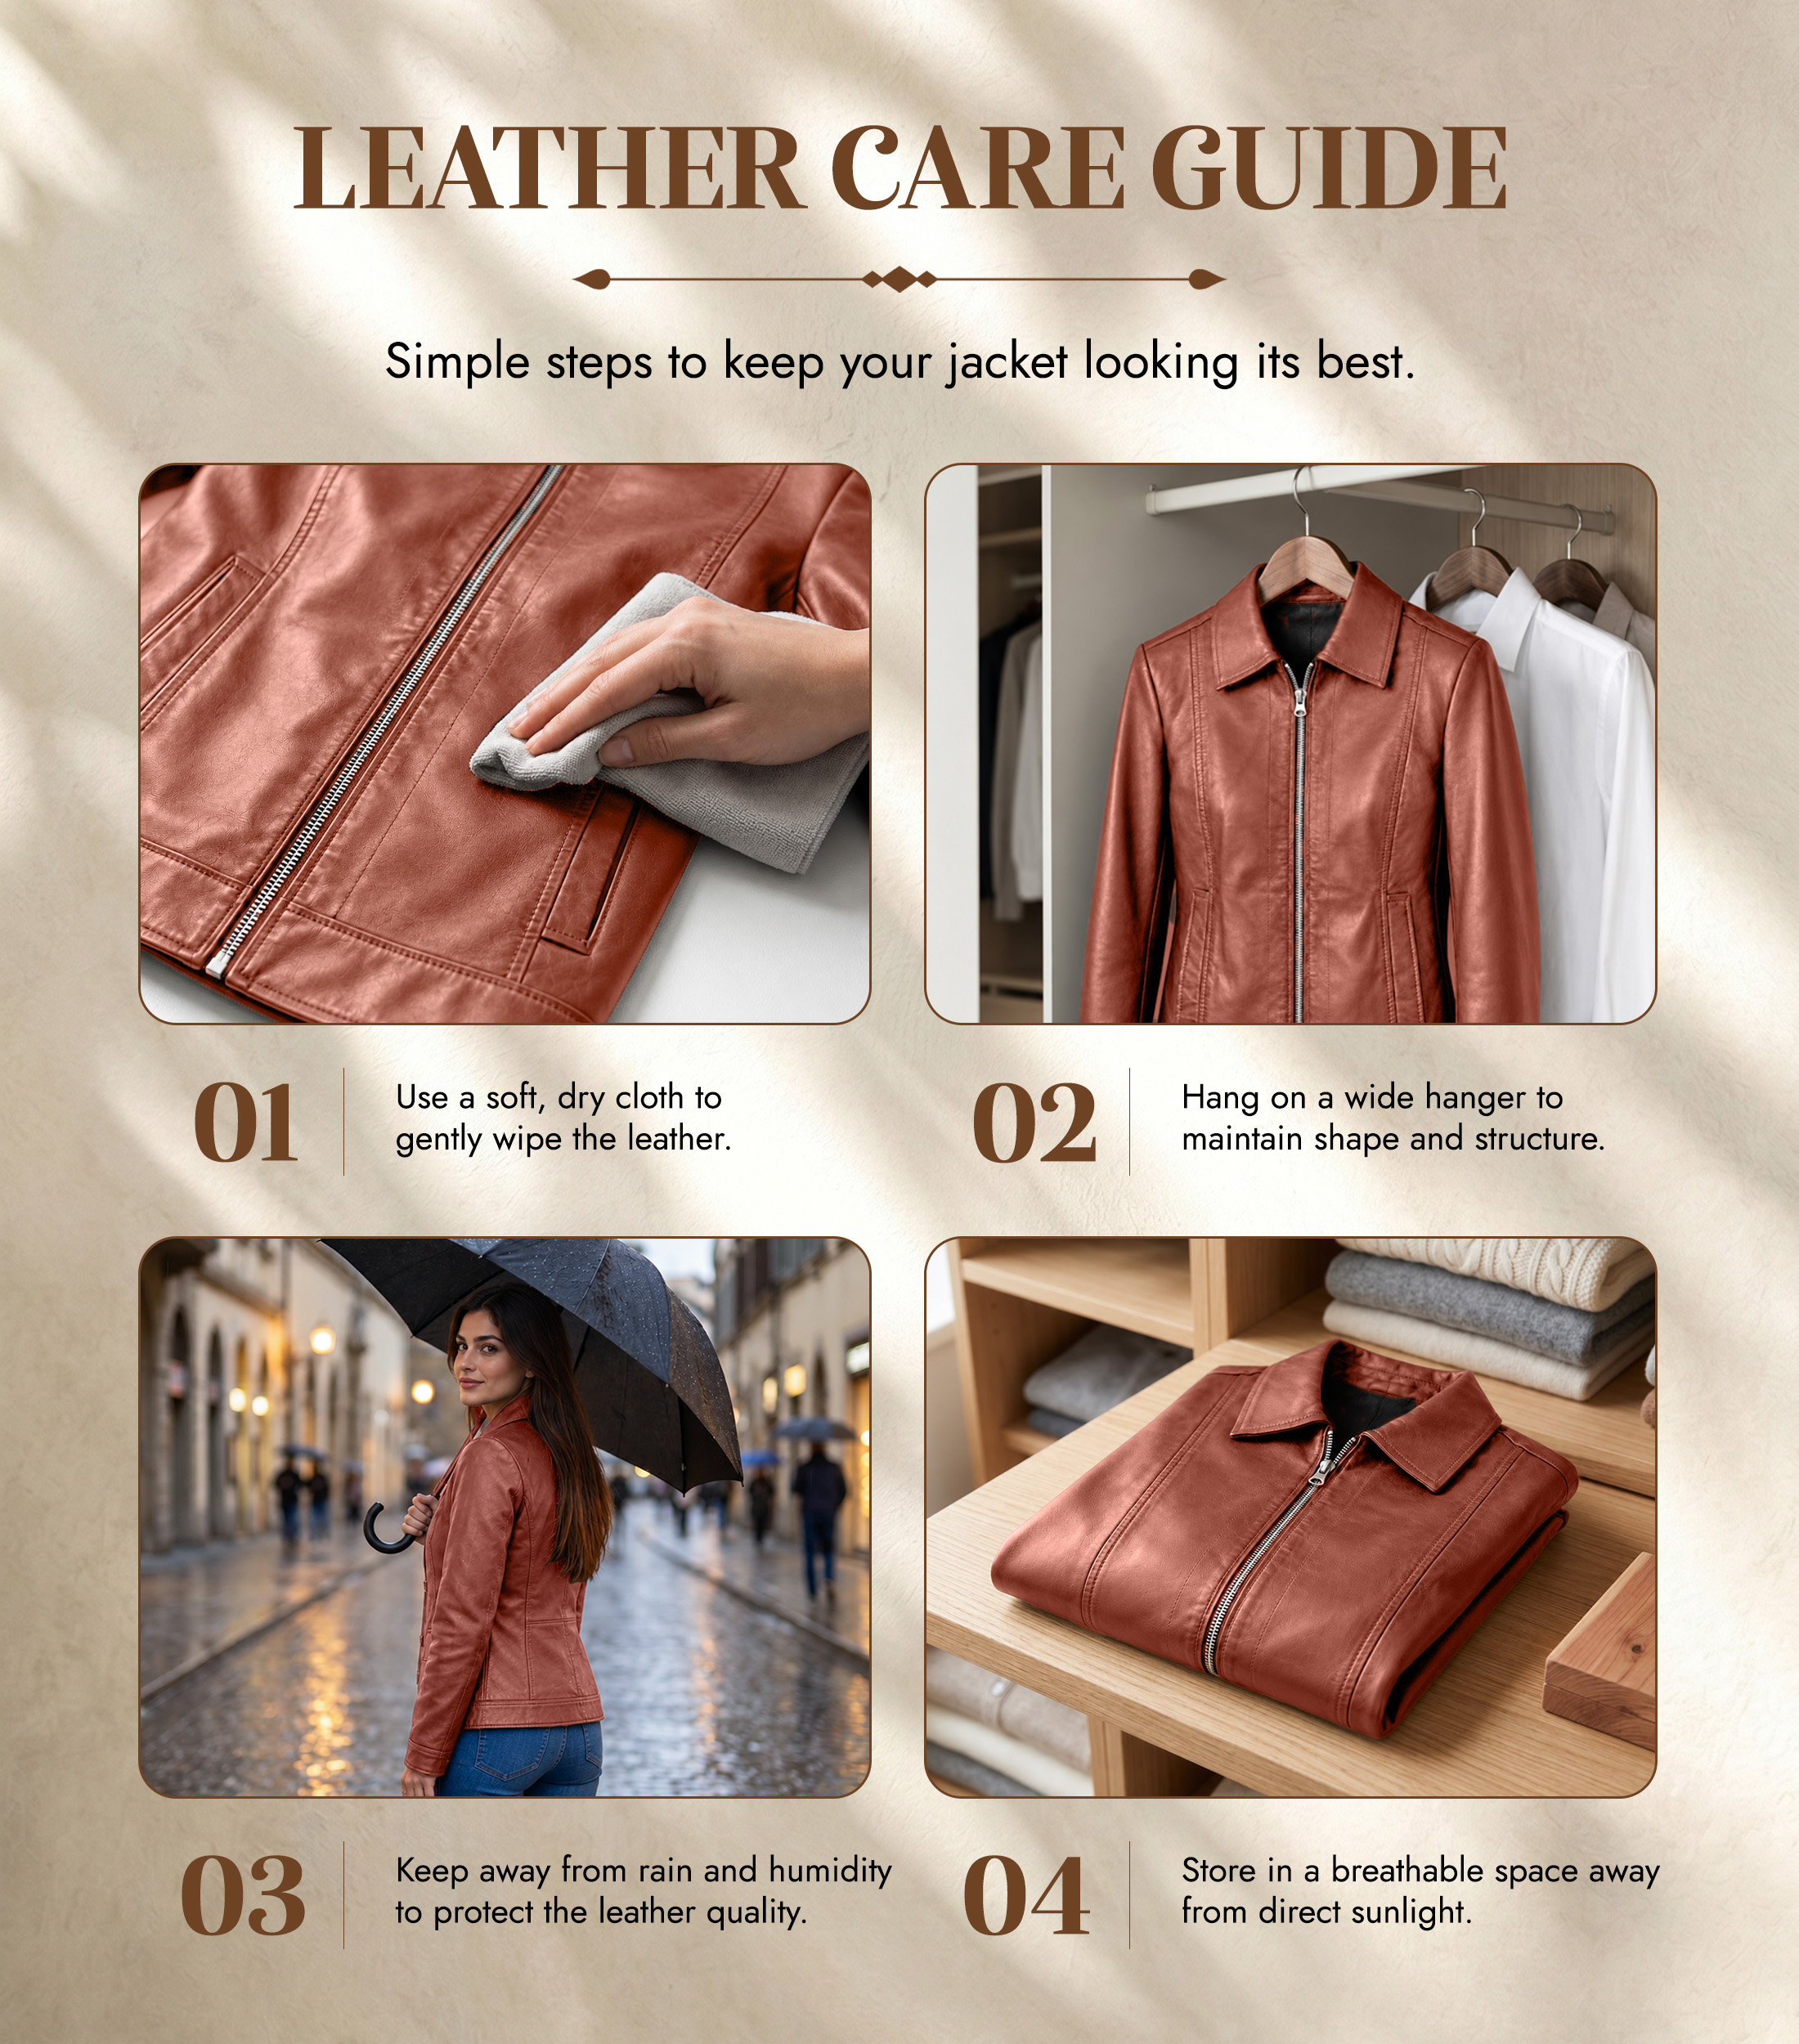 LEATHER CARE GUIDE
Simple steps to keep your jacket looking its best.
01
Use a soft, dry cloth to
gently wipe the leather.
02
Hang on a wide hanger to
maintain shape and structure.
03
Keep away from rain and humidity
to protect the leather quality.
04
Store in a breathable space away
from direct sunlight.